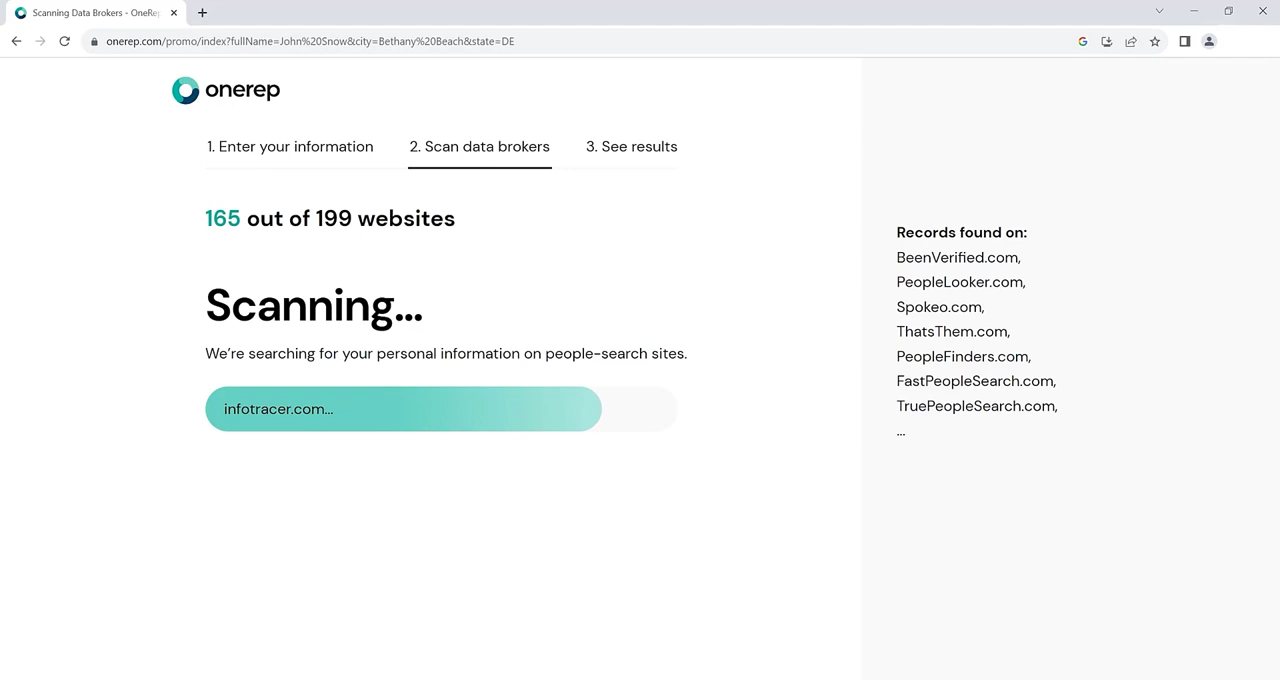 Scanning Data Brokers - OneRe
onerep.com/promo/index?fullName=John%20Snow&city=Bethany%20Beach&state=DE
onerep
1. Enter your information
2. Scan data brokers
3. See results
165 out of 199 websites
Scanning...
We're searching for your personal information on people-search sites.
infotracer.com...
Records found on:
BeenVerified.com,
PeopleLooker.com,
Spokeo.com,
ThatsThem.com,
PeopleFinders.com,
FastPeopleSearch.com,
TruePeopleSearch.com,
...